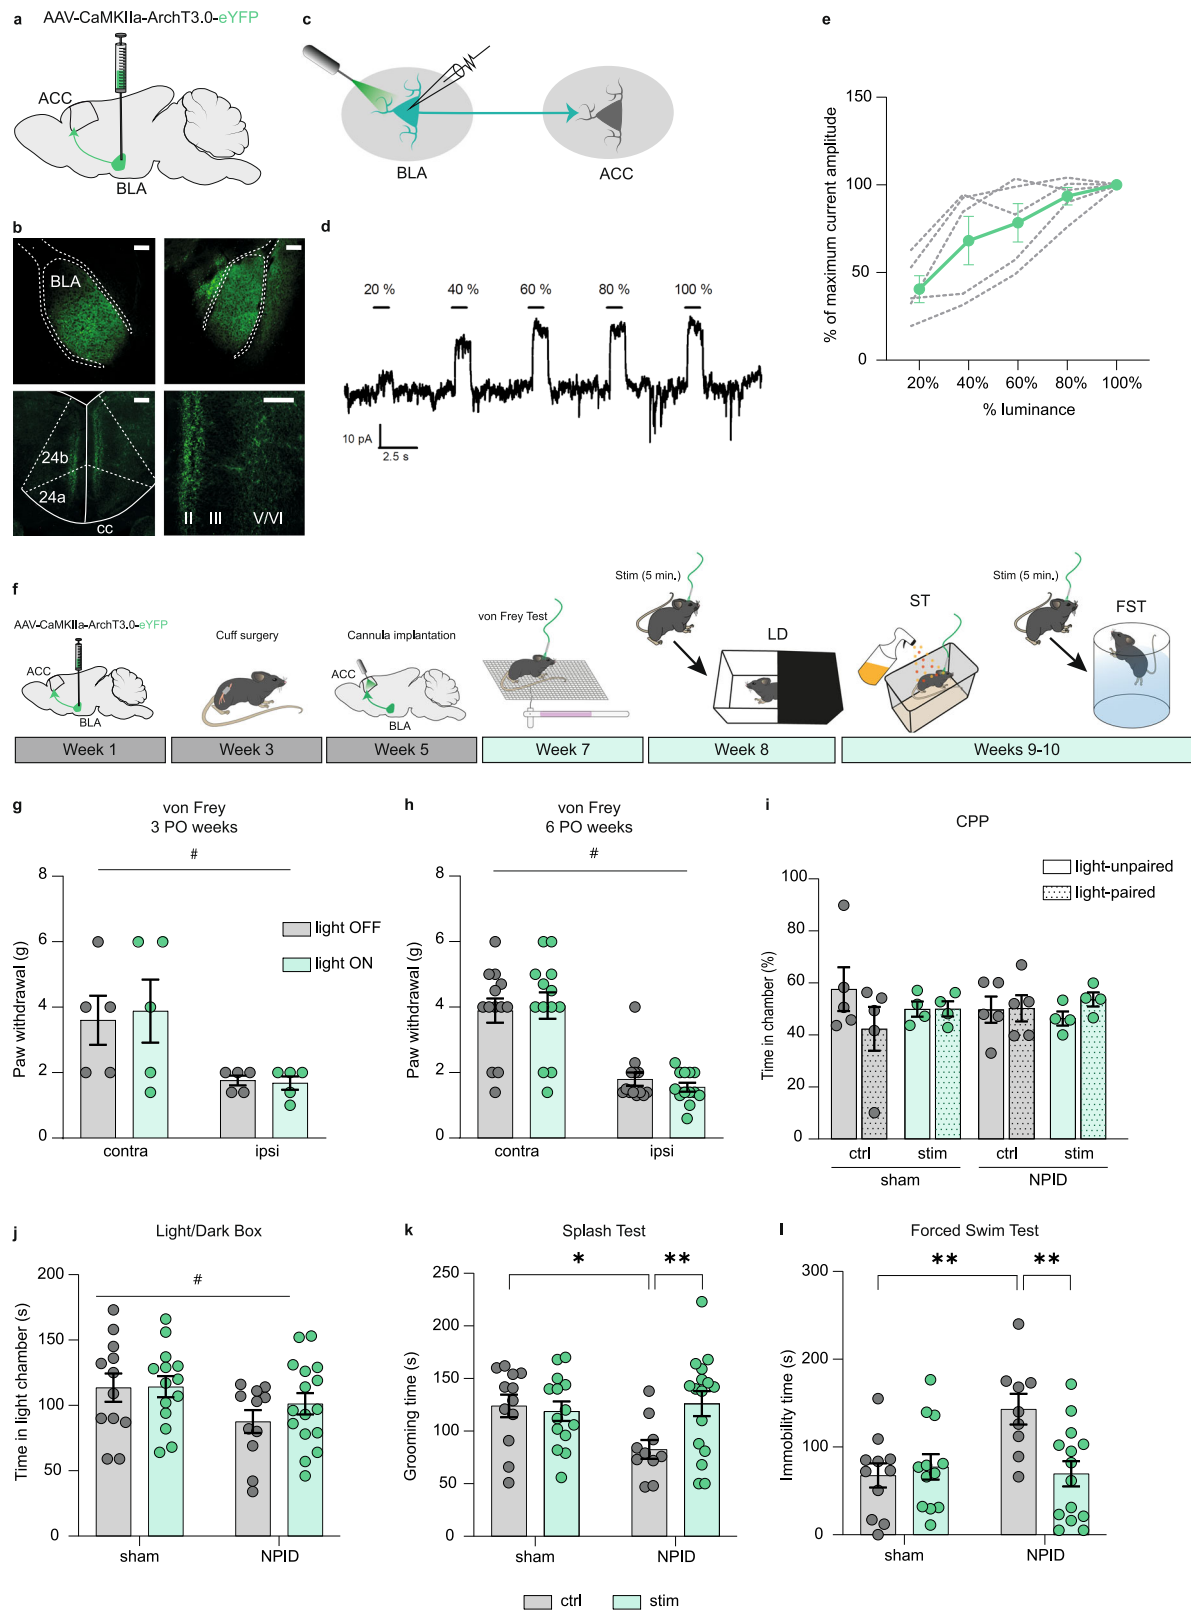 a
AAV-CaMKIIa-ArchT3.0-eYFP
ACC
BLA
b
BLA
24b
24a
cc
II III V/VI
c
BLA
ACC
d
20 % 40 % 60 % 80 % 100 %
10 pA
2.5 s
e
% of maximum current amplitude
150
100
50
0
20% 40% 60% 80% 100%
% luminance
f
AAV-CaMKIIa-ArchT3.0-eYFP
ACC
BLA
Week 1
Cuff surgery
Week 3
Cannula implantation
ACC
BLA
Week 5
von Frey Test
Week 7
Stim (5 min.)
LD
Week 8
ST
Stim (5 min.)
FST
Weeks 9-10
g
von Frey
3 PO weeks
#
Paw withdrawal (g)
8
6
4
2
0
light OFF
light ON
contra ipsi
h
von Frey
6 PO weeks
#
Paw withdrawal (g)
8
6
4
2
0
contra ipsi
i
CPP
light-unpaired
light-paired
Time in chamber (%)
100
80
60
40
20
0
ctrl stim ctrl stim
sham NPID
j
Light/Dark Box
#
Time in light chamber (s)
200
150
100
50
0
sham NPID
k
Splash Test
* **
Grooming time (s)
250
200
150
100
50
0
sham NPID
l
Forced Swim Test
** **
Immobility time (s)
300
200
100
0
sham NPID
ctrl stim